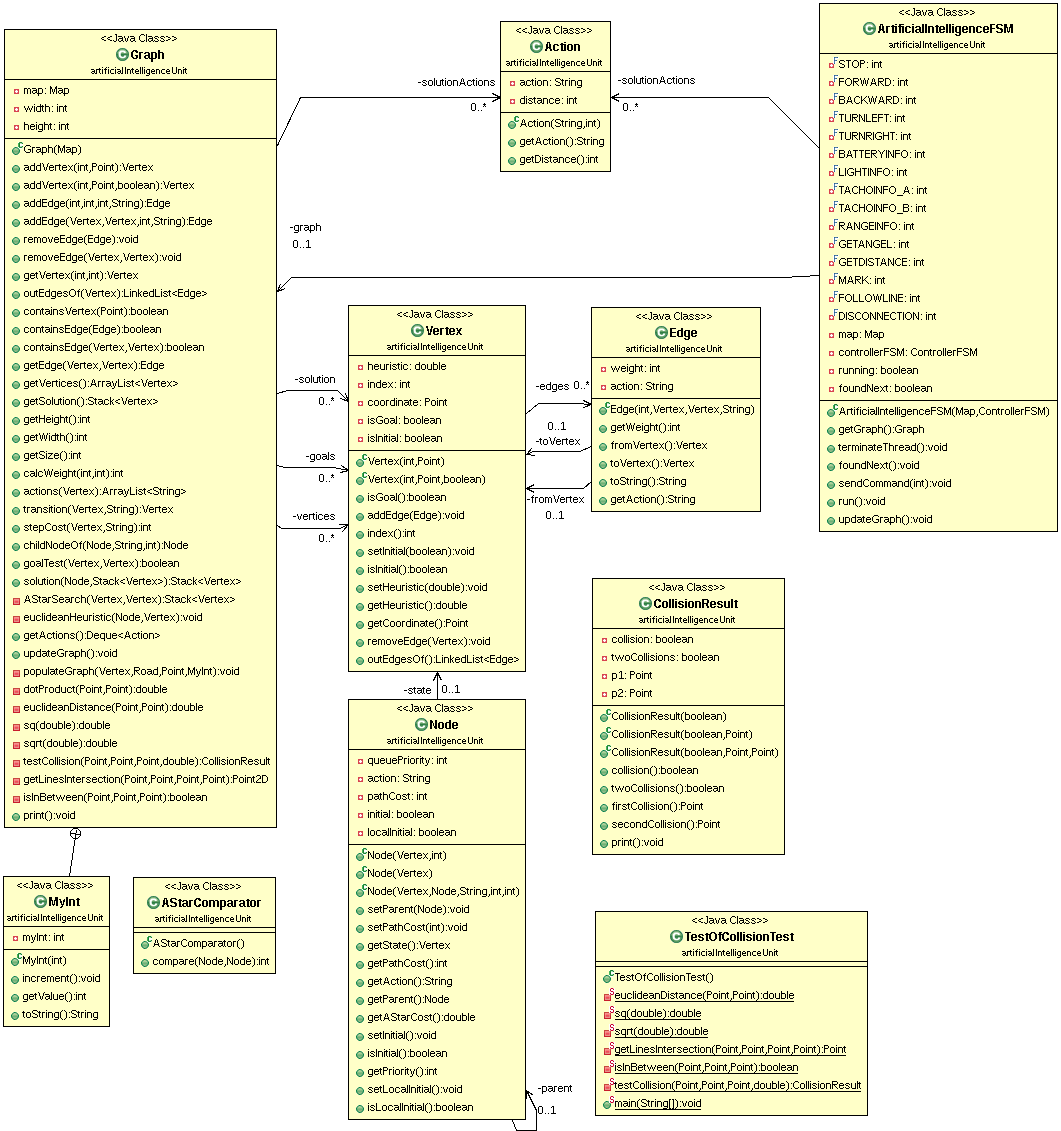 <<Java Class>>
Graph
artificialIntelligenceUnit
map: Map
width: int
height: int
Graph(Map)
addVertex(int,Point):Vertex
addVertex(int,Point,boolean):Vertex
addEdge(int,int,int,String):Edge
addEdge(Vertex,Vertex,int,String):Edge
removeEdge(Edge):void
removeEdge(Vertex,Vertex):void
getVertex(int,int):Vertex
outEdgesOf(Vertex):LinkedList<Edge>
containsVertex(Point):boolean
containsEdge(Edge):boolean
containsEdge(Vertex,Vertex):boolean
getEdge(Vertex,Vertex):Edge
getVertices():ArrayList<Vertex>
getSolution():Stack<Vertex>
getHeight():int
getWidth():int
getSize():int
calcWeight(int,int):int
actions(Vertex):ArrayList<String>
transition(Vertex,String):Vertex
stepCost(Vertex,String):int
childNodeOf(Node,String,int):Node
goalTest(Vertex,Vertex):boolean
solution(Node,Stack<Vertex>):Stack<Vertex>
AStarSearch(Vertex,Vertex):Stack<Vertex>
euclideanHeuristic(Node,Vertex):void
getActions():Deque<Action>
updateGraph():void
populateGraph(Vertex,Road,Point,MyInt):void
dotProduct(Point,Point):double
euclideanDistance(Point,Point):double
sq(double):double
sqrt(double):double
testCollision(Point,Point,Point,double):CollisionResult
getLinesIntersection(Point,Point,Point,Point):Point2D
isInBetween(Point,Point,Point):boolean
print():void
-solutionActions
0..*
<<Java Class>>
Action
artificialIntelligenceUnit
action: String
distance: int
Action(String,int)
getAction():String
getDistance():int
-solutionActions
0..*
<<Java Class>>
ArtificialIntelligenceFSM
artificialIntelligenceUnit
STOP: int
FORWARD: int
BACKWARD: int
TURNLEFT: int
TURNRIGHT: int
BATTERYINFO: int
LIGHTINFO: int
TACHOINFO_A: int
TACHOINFO_B: int
RANGEINFO: int
GETANGEL: int
GETDISTANCE: int
MARK: int
FOLLOWLINE: int
DISCONNECTION: int
map: Map
controllerFSM: ControllerFSM
running: boolean
foundNext: boolean
ArtificialIntelligenceFSM(Map,ControllerFSM)
getGraph():Graph
terminateThread():void
foundNext():void
sendCommand(int):void
run():void
updateGraph():void
-graph
0..1
-solution
0..*
-goals
0..*
-vertices
0..*
<<Java Class>>
Vertex
artificialIntelligenceUnit
heuristic: double
index: int
coordinate: Point
isGoal: boolean
isInitial: boolean
Vertex(int,Point)
Vertex(int,Point,boolean)
isGoal():boolean
addEdge(Edge):void
index():int
setInitial(boolean):void
isInitial():boolean
setHeuristic(double):void
getHeuristic():double
getCoordinate():Point
removeEdge(Vertex):void
outEdgesOf():LinkedList<Edge>
-edges 0..*
0..1
-toVertex
-fromVertex
0..1
<<Java Class>>
Edge
artificialIntelligenceUnit
weight: int
action: String
Edge(int,Vertex,Vertex,String)
getWeight():int
fromVertex():Vertex
toVertex():Vertex
toString():String
getAction():String
<<Java Class>>
CollisionResult
artificialIntelligenceUnit
collision: boolean
twoCollisions: boolean
p1: Point
p2: Point
CollisionResult(boolean)
CollisionResult(boolean,Point)
CollisionResult(boolean,Point,Point)
collision():boolean
twoCollisions():boolean
firstCollision():Point
secondCollision():Point
print():void
-state 0..1
<<Java Class>>
Node
artificialIntelligenceUnit
queuePriority: int
action: String
pathCost: int
initial: boolean
localInitial: boolean
Node(Vertex,int)
Node(Vertex)
Node(Vertex,Node,String,int,int)
setParent(Node):void
setPathCost(int):void
getState():Vertex
getPathCost():int
getAction():String
getParent():Node
getAStarCost():double
setInitial():void
isInitial():boolean
getPriority():int
setLocalInitial():void
isLocalInitial():boolean
-parent
0..1
<<Java Class>>
MyInt
artificialIntelligenceUnit
myInt: int
MyInt(int)
increment():void
getValue():int
toString():String
<<Java Class>>
AStarComparator
artificialIntelligenceUnit
AStarComparator()
compare(Node,Node):int
<<Java Class>>
TestOfCollisionTest
artificialIntelligenceUnit
TestOfCollisionTest()
euclideanDistance(Point,Point):double
sq(double):double
sqrt(double):double
getLinesIntersection(Point,Point,Point,Point):Point
isInBetween(Point,Point,Point):boolean
testCollision(Point,Point,Point,double):CollisionResult
main(String[]):void